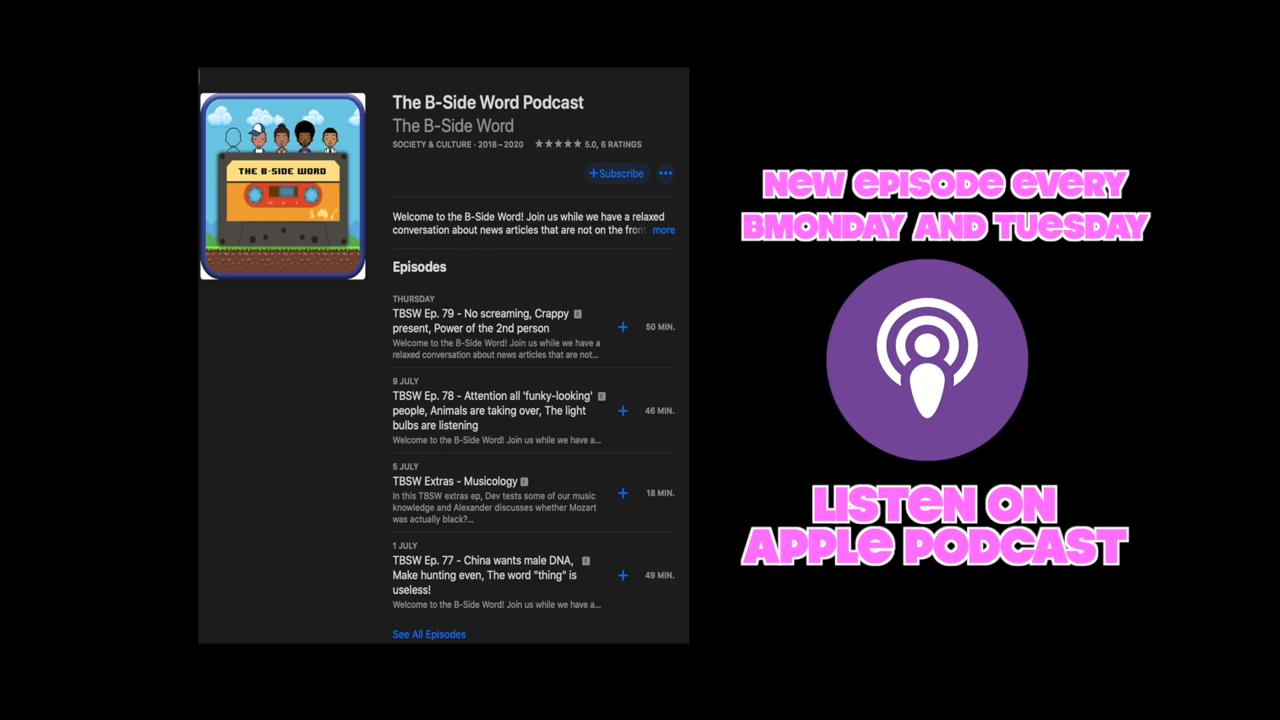 The B-Side Word Podcast
The B-Side Word
SOCIETY & CULTURE · 2018–2020 ★★★★★ 5.0, 6 RATINGS
+Subscribe •••
THE B-SIDE WORD
Welcome to the B-Side Word! Join us while we have a relaxed
conversation about news articles that are not on the front more
Episodes
THURSDAY
TBSW Ep. 79 - No screaming, Crappy E
present, Power of the 2nd person
+ 50 MIN.
Welcome to the B-Side Word! Join us while we have a
relaxed conversation about news articles that are not...
9 JULY
TBSW Ep. 78 - Attention all 'funky-looking' E
people, Animals are taking over, The light
bulbs are listening
+ 46 MIN.
Welcome to the B-Side Word! Join us while we have a...
5 JULY
TBSW Extras - Musicology E
In this TBSW extras ep, Dev tests some of our music
knowledge and Alexander discusses whether Mozart
was actually black?...
+ 18 MIN.
1 JULY
TBSW Ep. 77 - China wants male DNA, E
Make hunting even, The word "thing" is
useless!
+ 49 MIN.
Welcome to the B-Side Word! Join us while we have a...
See All Episodes
NEW EPISODE EVERY
BMONDAY AND TUESDAY
LISTEN ON
APPLE PODCAST